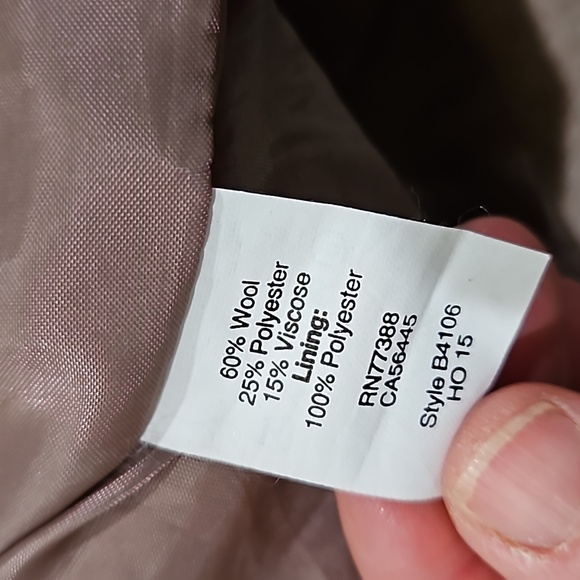 60% Wool
25% Polyester
15% Viscose
Lining:
100% Polyester
RN77388
CA56445
Style B4106
HO 15